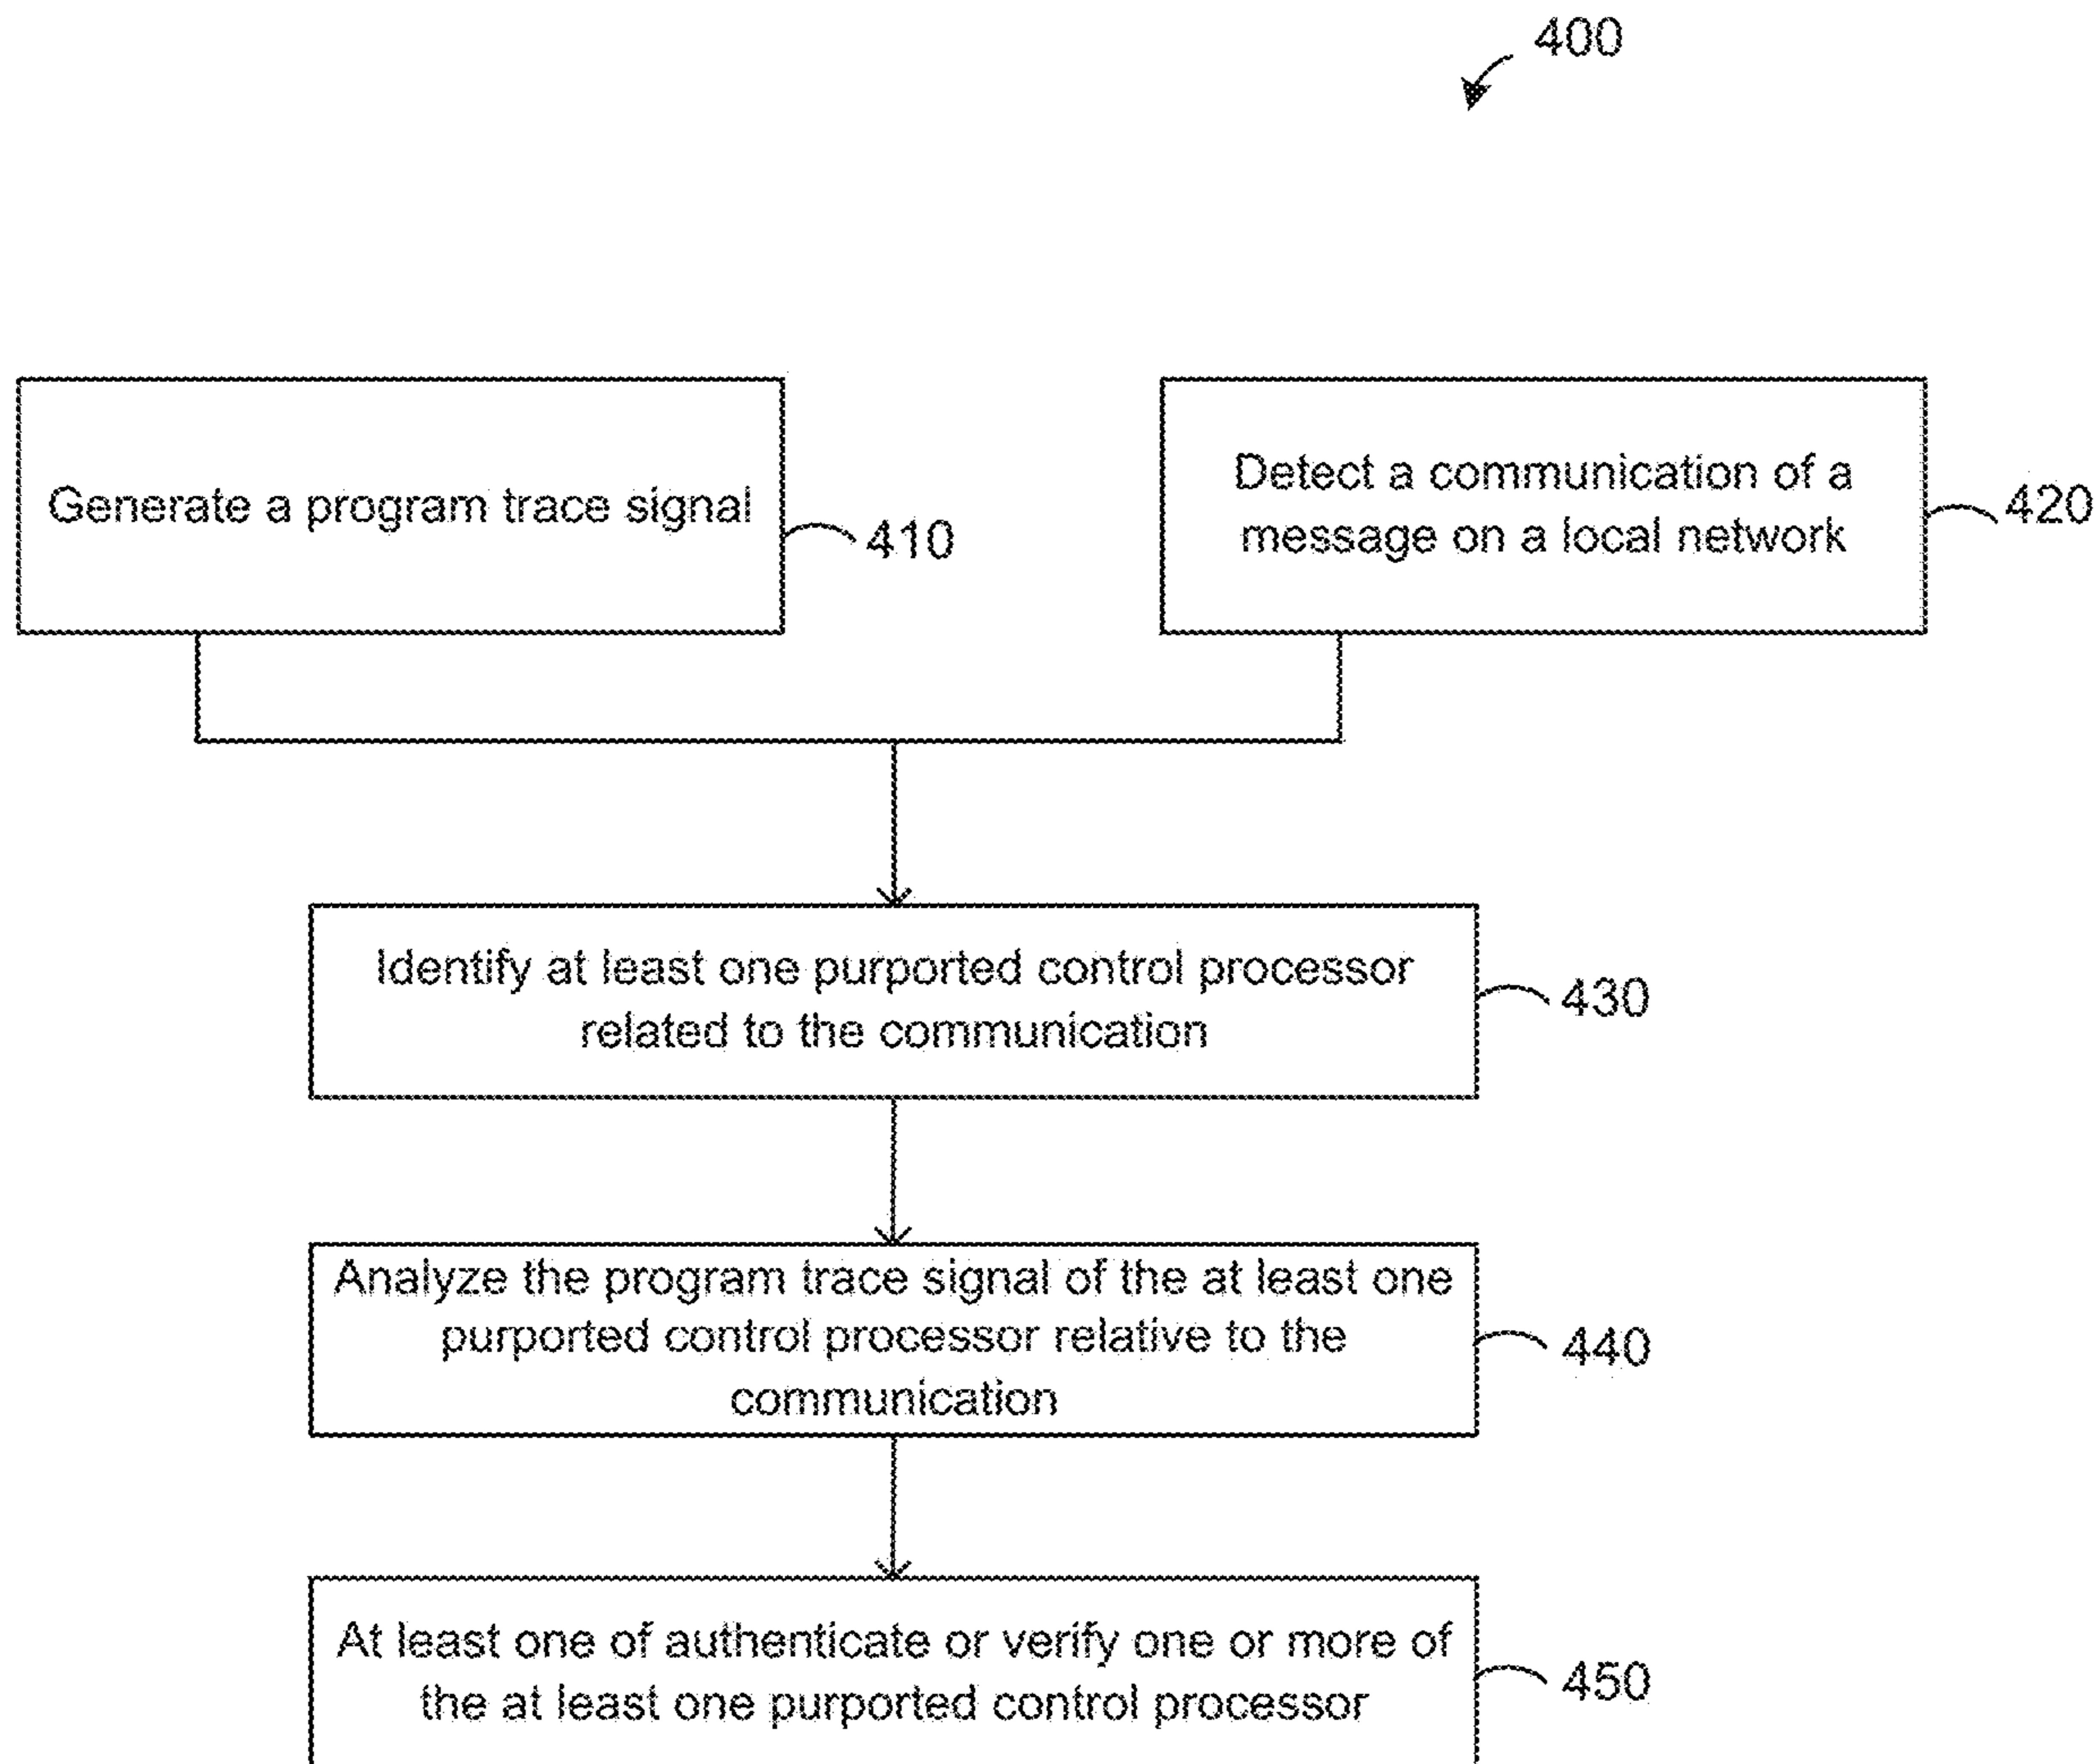 400
Generate a program trace signal
410
Detect a communication of a
message on a local network
420
Identify at least one purported control processor
related to the communication
430
Analyze the program trace signal of the at least one
purported control processor relative to the
communication
440
At least one of authenticate or verify one or more of
the at least one purported control processor
450